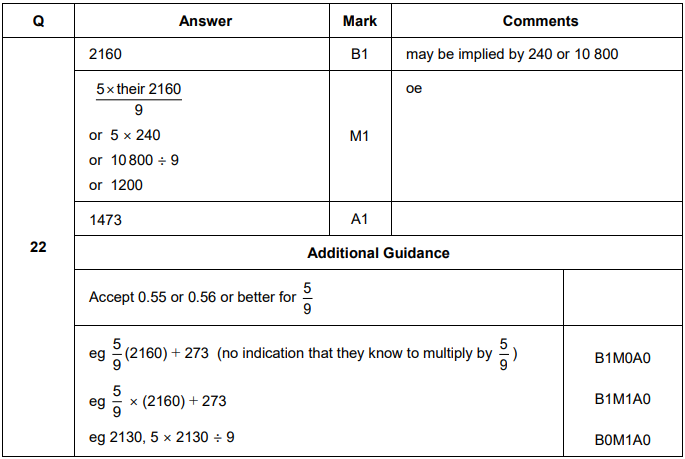 Q Answer Mark Comments
2160 B1 may be implied by 240 or 10 800
5 × their 2160
9
oe
or 5 × 240
or 10 800 ÷ 9
M1
or 1200
1473 A1
22
Additional Guidance
Accept 0.55 or 0.56 or better for 5/9
eg 5/9 (2160) + 273 (no indication that they know to multiply by 5/9 ) B1M0A0
eg 5/9 × (2160) + 273 B1M1A0
eg 2130, 5 × 2130 ÷ 9 B0M1A0